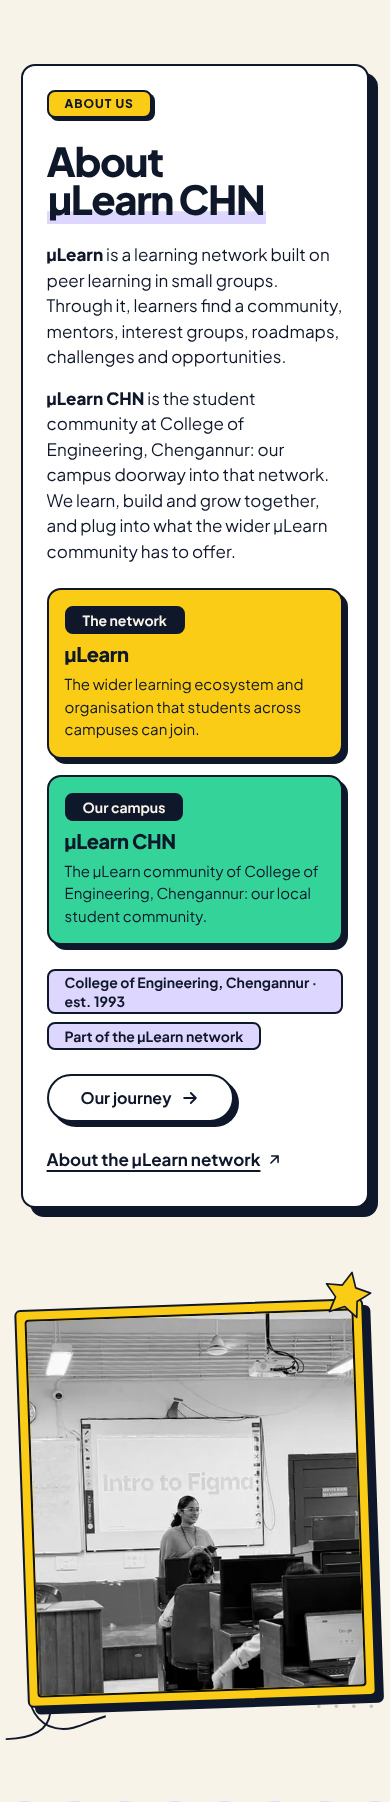 ABOUT US
About
µLearn CHN
µLearn is a learning network built on
peer learning in small groups.
Through it, learners find a community,
mentors, interest groups, roadmaps,
challenges and opportunities.
µLearn CHN is the student
community at College of
Engineering, Chengannur: our
campus doorway into that network.
We learn, build and grow together,
and plug into what the wider µLearn
community has to offer.
The network
µLearn
The wider learning ecosystem and
organisation that students across
campuses can join.
Our campus
µLearn CHN
The µLearn community of College of
Engineering, Chengannur: our local
student community.
College of Engineering, Chengannur ·
est. 1993
Part of the µLearn network
Our journey →
About the µLearn network ↗
Intro to Figma
Google